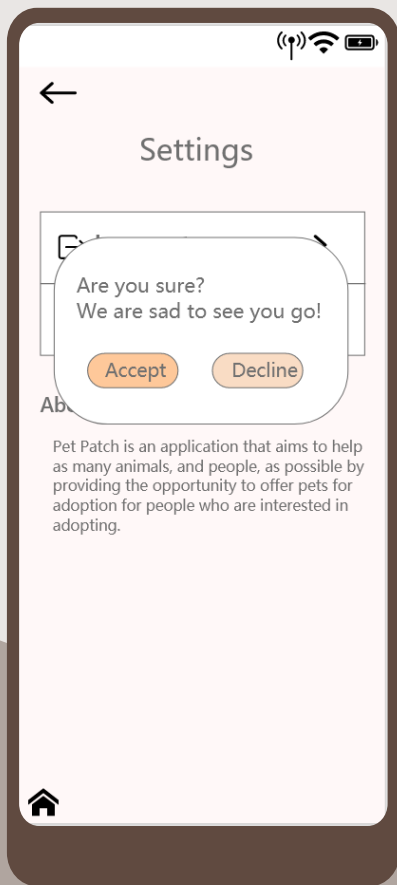 Settings
Are you sure?
We are sad to see you go!
Accept
Decline
Pet Patch is an application that aims to help
as many animals, and people, as possible by
providing the opportunity to offer pets for
adoption for people who are interested in
adopting.